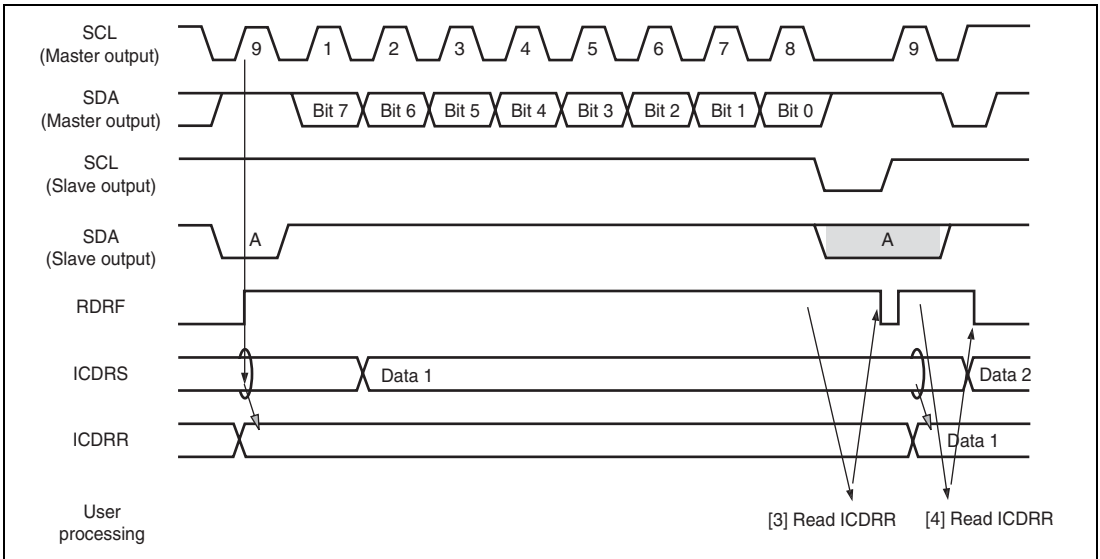 SCL
(Master output)
9 1 2 3 4 5 6 7 8 9
SDA
(Master output)
Bit 7 Bit 6 Bit 5 Bit 4 Bit 3 Bit 2 Bit 1 Bit 0
SCL
(Slave output)
SDA
(Slave output)
A A
RDRF
ICDRS
Data 1 Data 2
ICDRR
Data 1
User
processing
[3] Read ICDRR [4] Read ICDRR